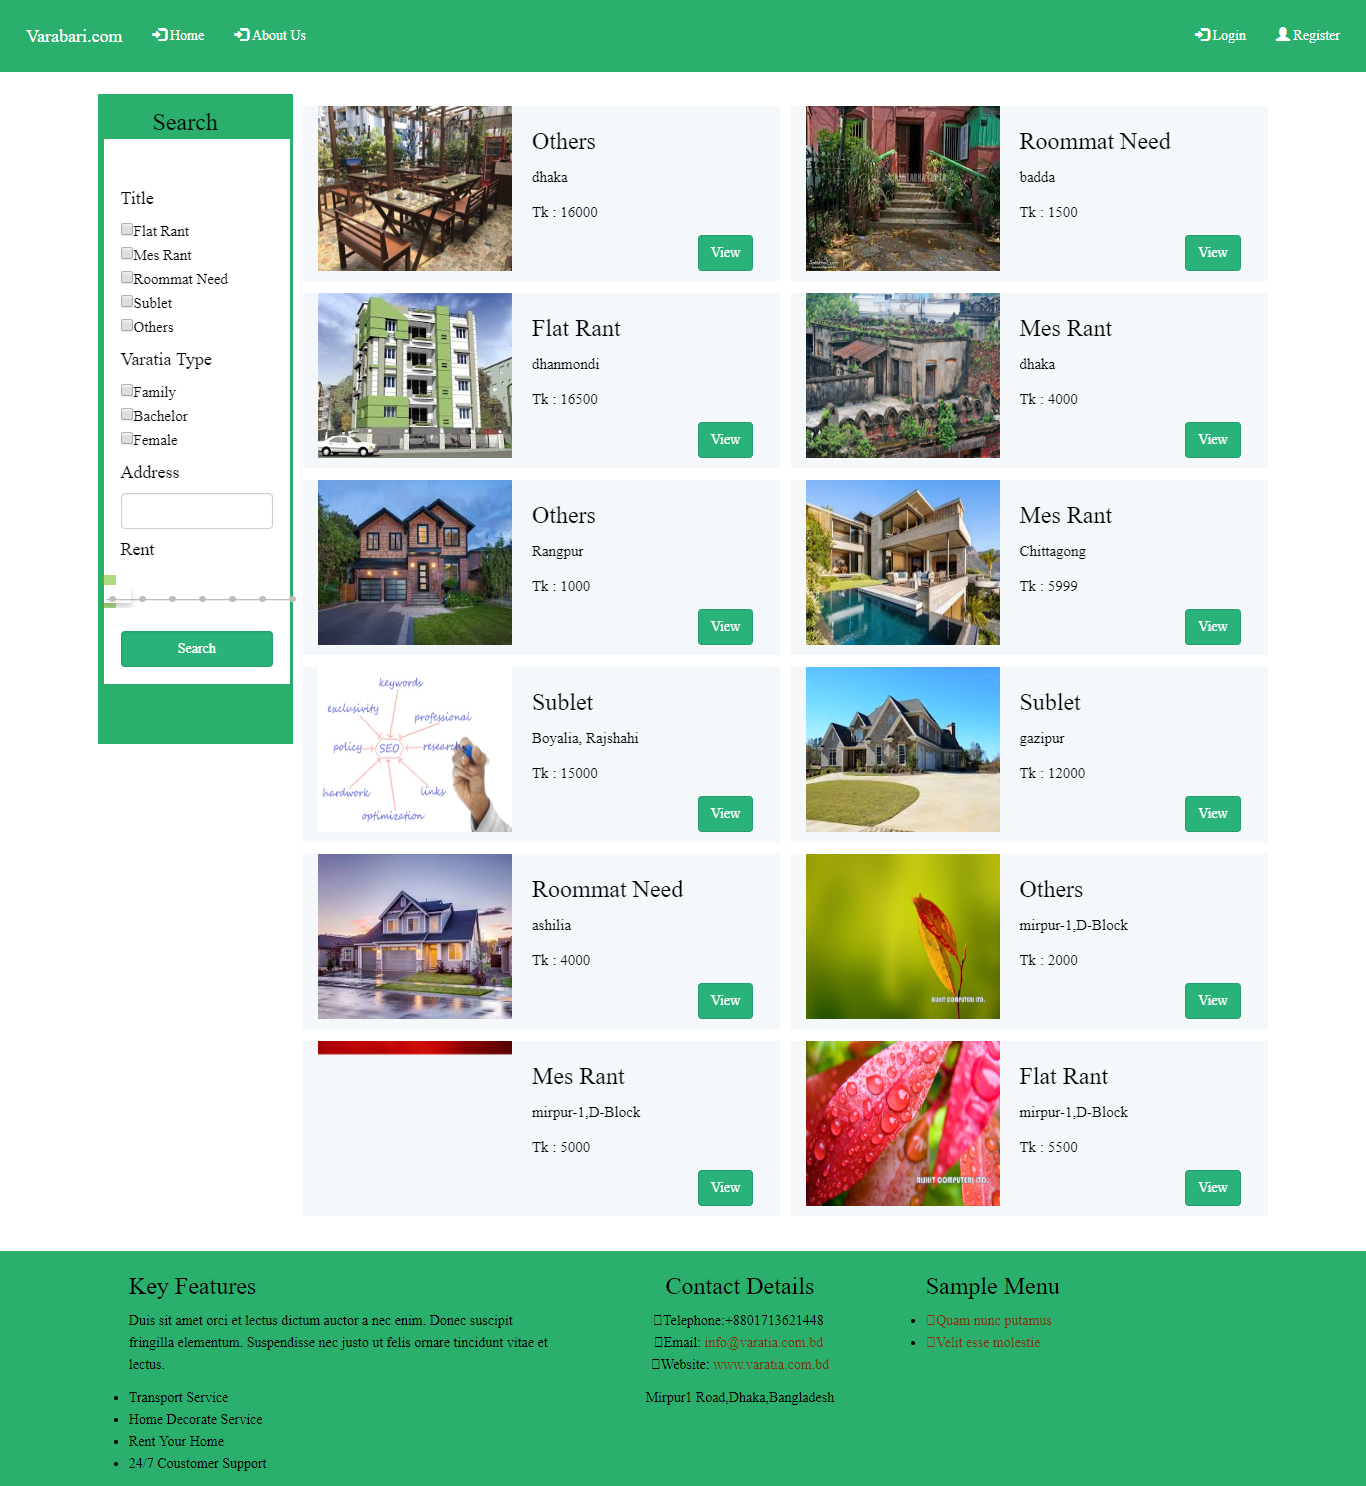 Varabari.com Home About Us Login Register
Search
Title
Flat Rant
Mes Rant
Roommat Need
Sublet
Others
Varatia Type
Family
Bachelor
Female
Address
Rent
Search
Others
dhaka
Tk : 16000
View
Roommat Need
badda
Tk : 1500
View
Flat Rant
dhanmondi
Tk : 16500
View
Mes Rant
dhaka
Tk : 4000
View
Others
Rangpur
Tk : 1000
View
Mes Rant
Chittagong
Tk : 5999
View
keywords
exclusivity
professional
policy
SEO
research
hardwork
links
optimization
Sublet
Boyalia, Rajshahi
Tk : 15000
View
Sublet
gazipur
Tk : 12000
View
Roommat Need
ashilia
Tk : 4000
View
RISHIT COMPUTERS LTD.
Others
mirpur-1,D-Block
Tk : 2000
View
Mes Rant
mirpur-1,D-Block
Tk : 5000
View
RISHIT COMPUTERS LTD.
Flat Rant
mirpur-1,D-Block
Tk : 5500
View
Key Features
Duis sit amet orci et lectus dictum auctor a nec enim. Donec suscipit
fringilla elementum. Suspendisse nec justo ut felis ornare tincidunt vitae et
lectus.
Transport Service
Home Decorate Service
Rent Your Home
24/7 Coustomer Support
Contact Details
Telephone:+8801713621448
Email: info@varatia.com.bd
Website: www.varatia.com.bd
Mirpur1 Road,Dhaka,Bangladesh
Sample Menu
Quam nunc putamus
Velit esse molestie